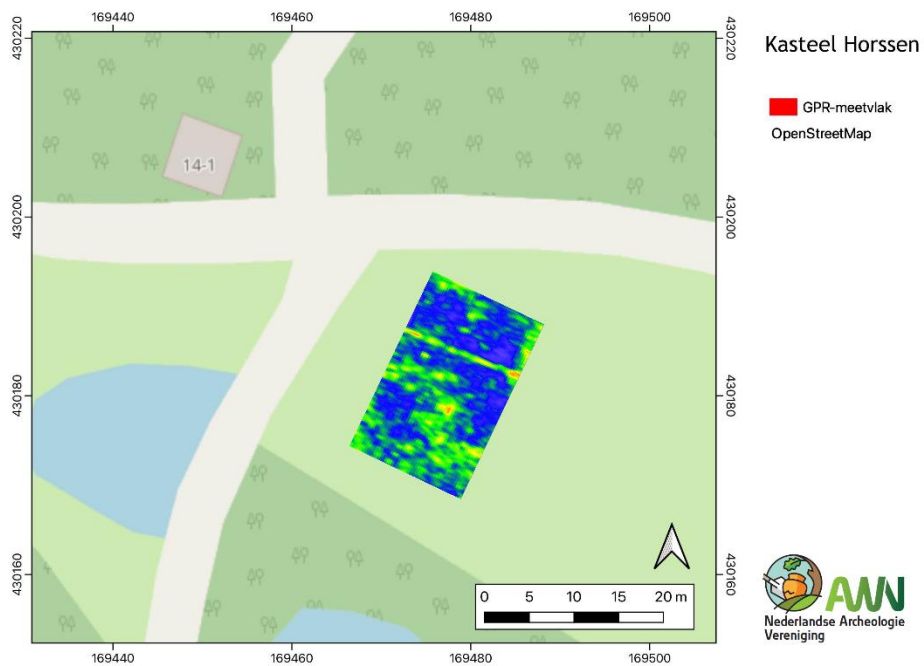 169440 169460 169480 169500
430220 430220
Kasteel Horssen
GPR-meetvlak
OpenStreetMap
14-1
430200 430200
430180 430180
430160 430160
0 5 10 15 20 m
169440 169460 169480 169500
AWN
Nederlandse Archeologie
Vereniging